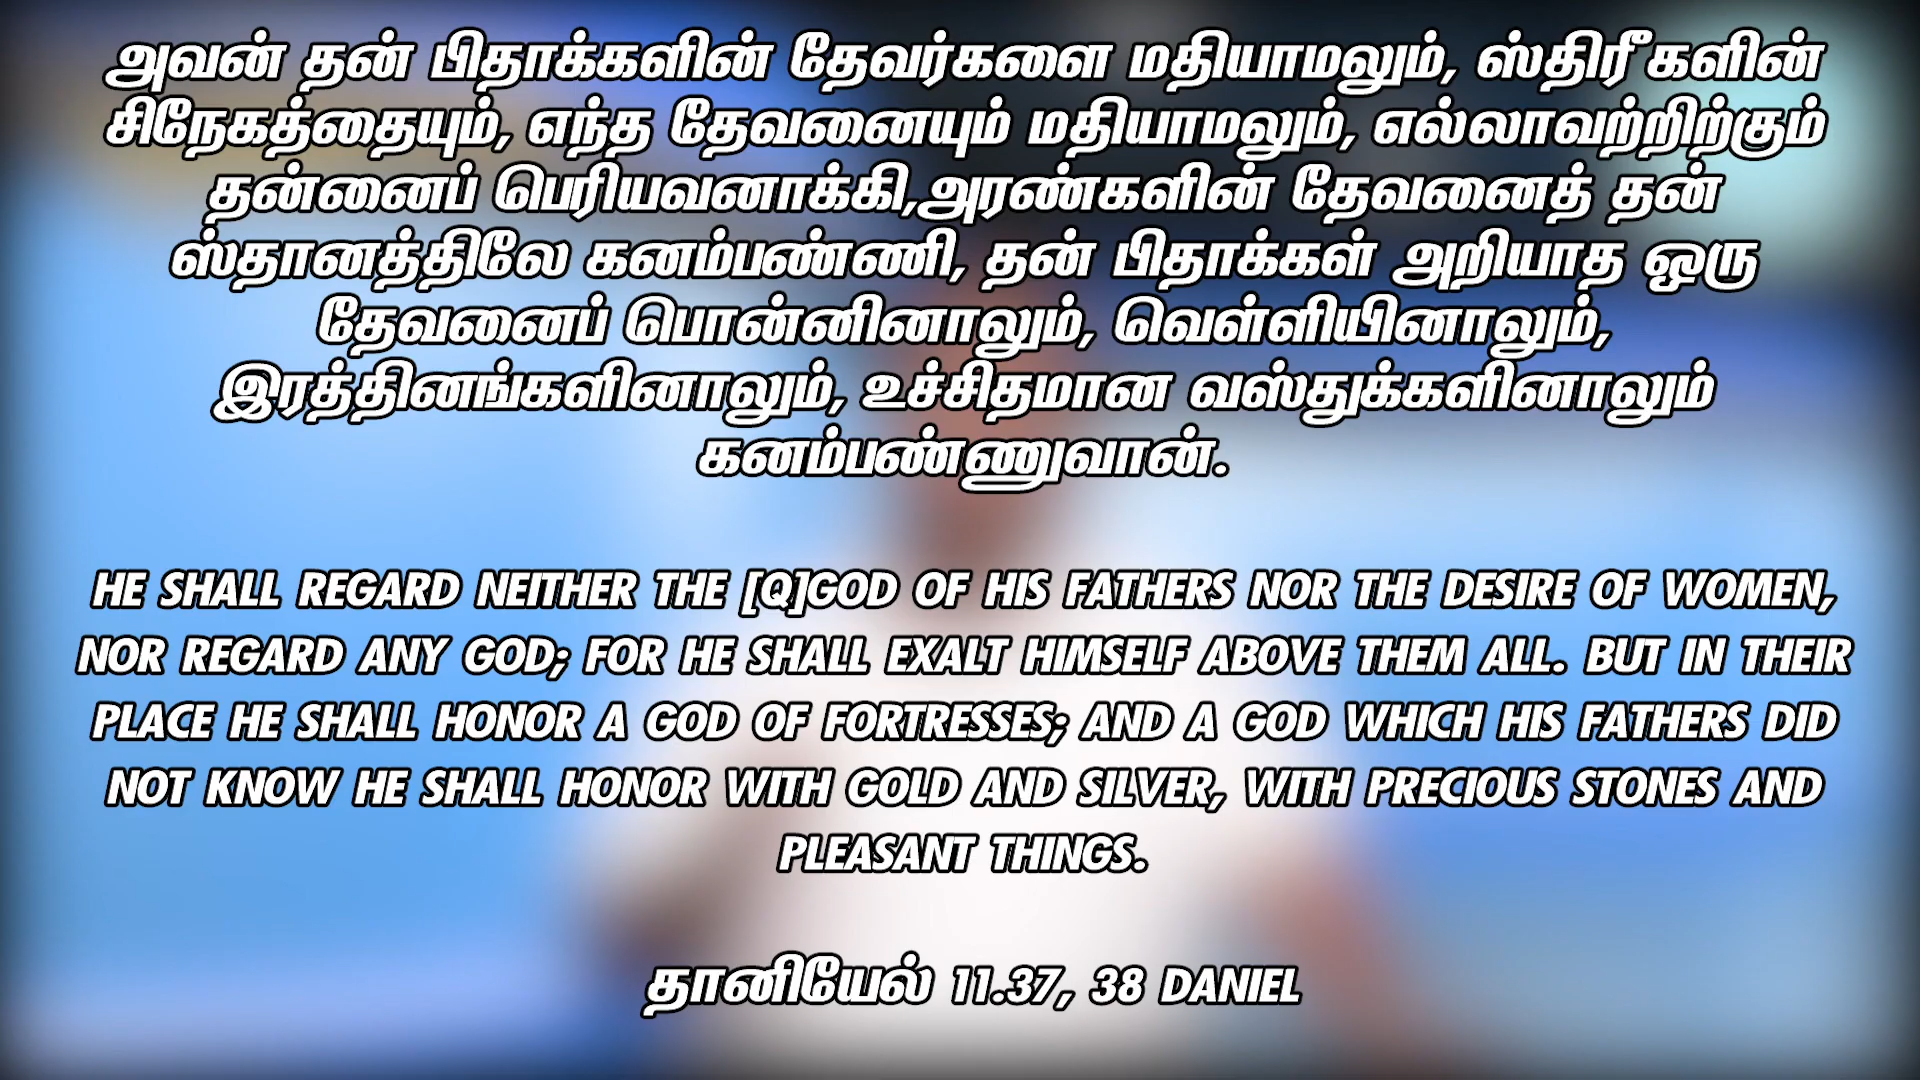 அவன் தன் பிதாக்களின் தேவர்களை மதியாமலும், ஸ்திரீகளின்
சிநேகத்தையும், எந்த தேவனையும் மதியாமலும், எல்லாவற்றிற்கும்
தன்னைப் பெரியவனாக்கி,அரண்களின் தேவனைத் தன்
ஸ்தானத்திலே கனம்பண்ணி, தன் பிதாக்கள் அறியாத ஒரு
தேவனைப் பொன்னினாலும், வெள்ளியினாலும்,
இரத்தினங்களினாலும், உச்சிதமான வஸ்துக்களினாலும்
கனம்பண்ணுவான்.
HE SHALL REGARD NEITHER THE [Q]GOD OF HIS FATHERS NOR THE DESIRE OF WOMEN,
NOR REGARD ANY GOD; FOR HE SHALL EXALT HIMSELF ABOVE THEM ALL. BUT IN THEIR
PLACE HE SHALL HONOR A GOD OF FORTRESSES; AND A GOD WHICH HIS FATHERS DID
NOT KNOW HE SHALL HONOR WITH GOLD AND SILVER, WITH PRECIOUS STONES AND
PLEASANT THINGS.
தானியேல் 11.37, 38 DANIEL